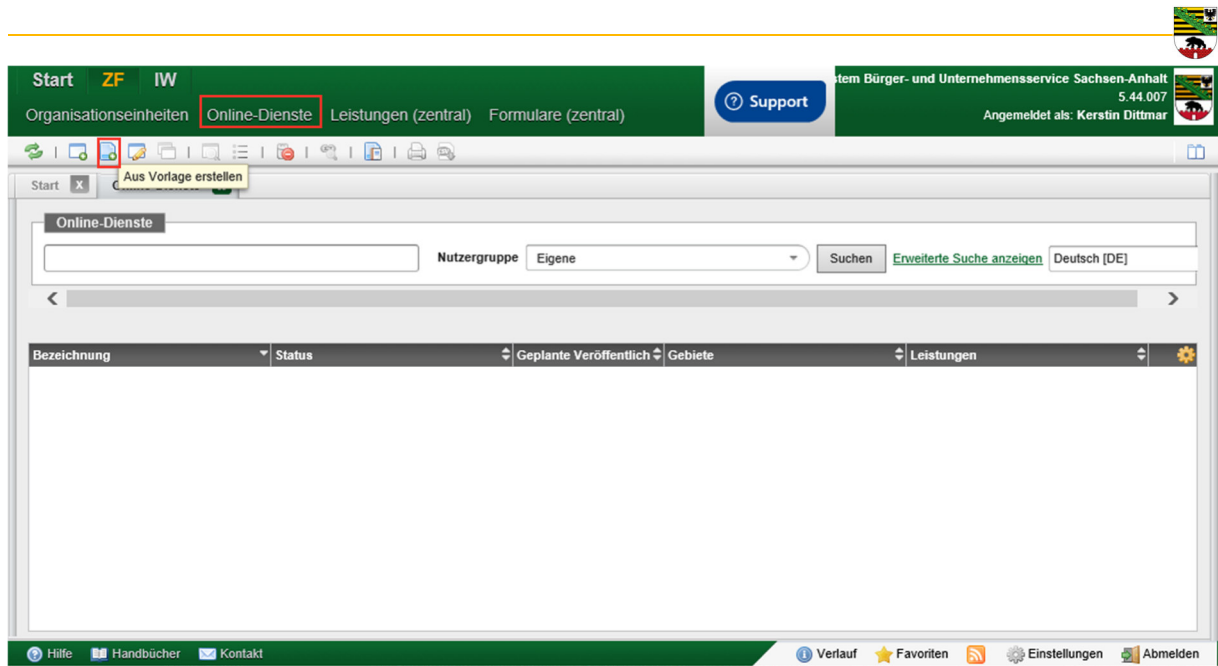 Start ZF IW
tem Bürger- und Unternehmensservice Sachsen-Anhalt
5.44.007
Angemeldet als: Kerstin Dittmar
Support
Organisationseinheiten Online-Dienste Leistungen (zentral) Formulare (zentral)
Aus Vorlage erstellen
Start X
Online-Dienste
Nutzergruppe Eigene Suchen Erweiterte Suche anzeigen Deutsch [DE]
Bezeichnung Status Geplante Veröffentlich Gebiete Leistungen
Hilfe Handbücher Kontakt Verlauf Favoriten Einstellungen Abmelden